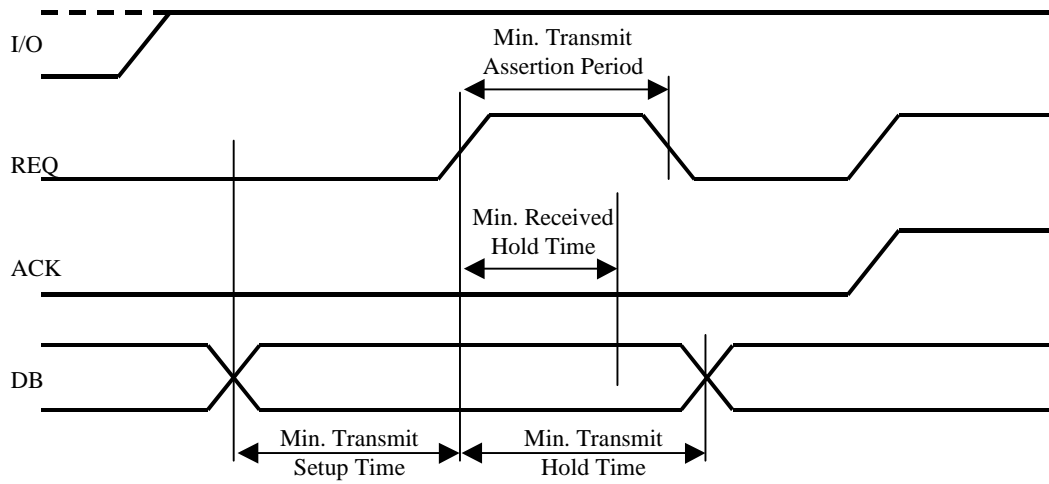 I/O
Min. Transmit
Assertion Period
REQ
Min. Received
Hold Time
ACK
DB
Min. Transmit
Setup Time
Min. Transmit
Hold Time